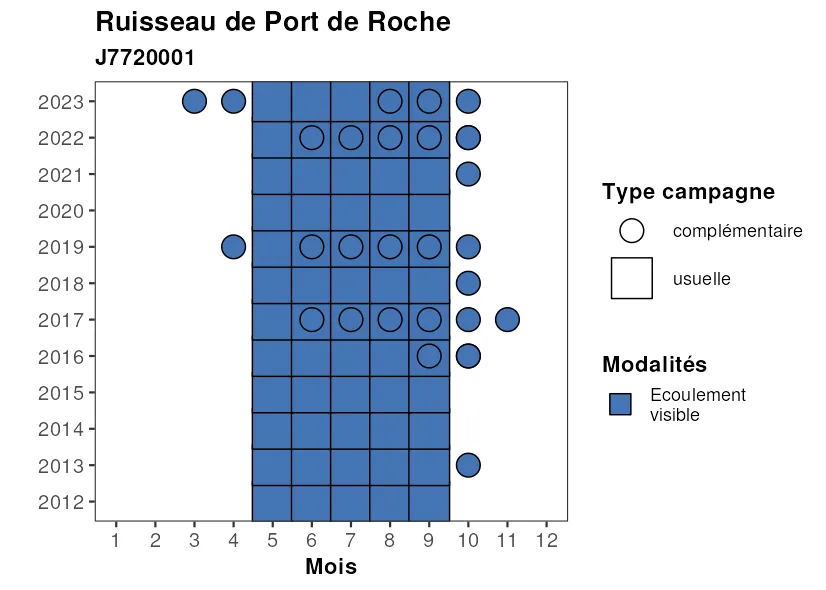 Ruisseau de Port de Roche
J7720001
2023
2022
2021
2020
2019
2018
2017
2016
2015
2014
2013
2012
1 2 3 4 5 6 7 8 9 10 11 12
Mois
Type campagne
complémentaire
usuelle
Modalités
Ecoulement
visible